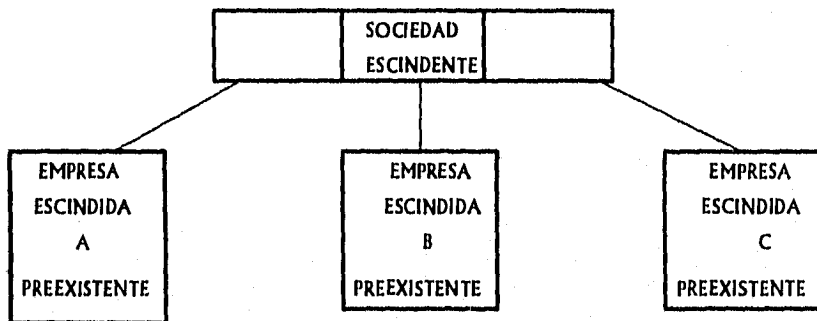 SOCIEDAD
ESCINDENTE
EMPRESA
ESCINDIDA
A
PREEXISTENTE
EMPRESA
ESCINDIDA
B
PREEXISTENTE
EMPRESA
ESCINDIDA
C
PREEXISTENTE